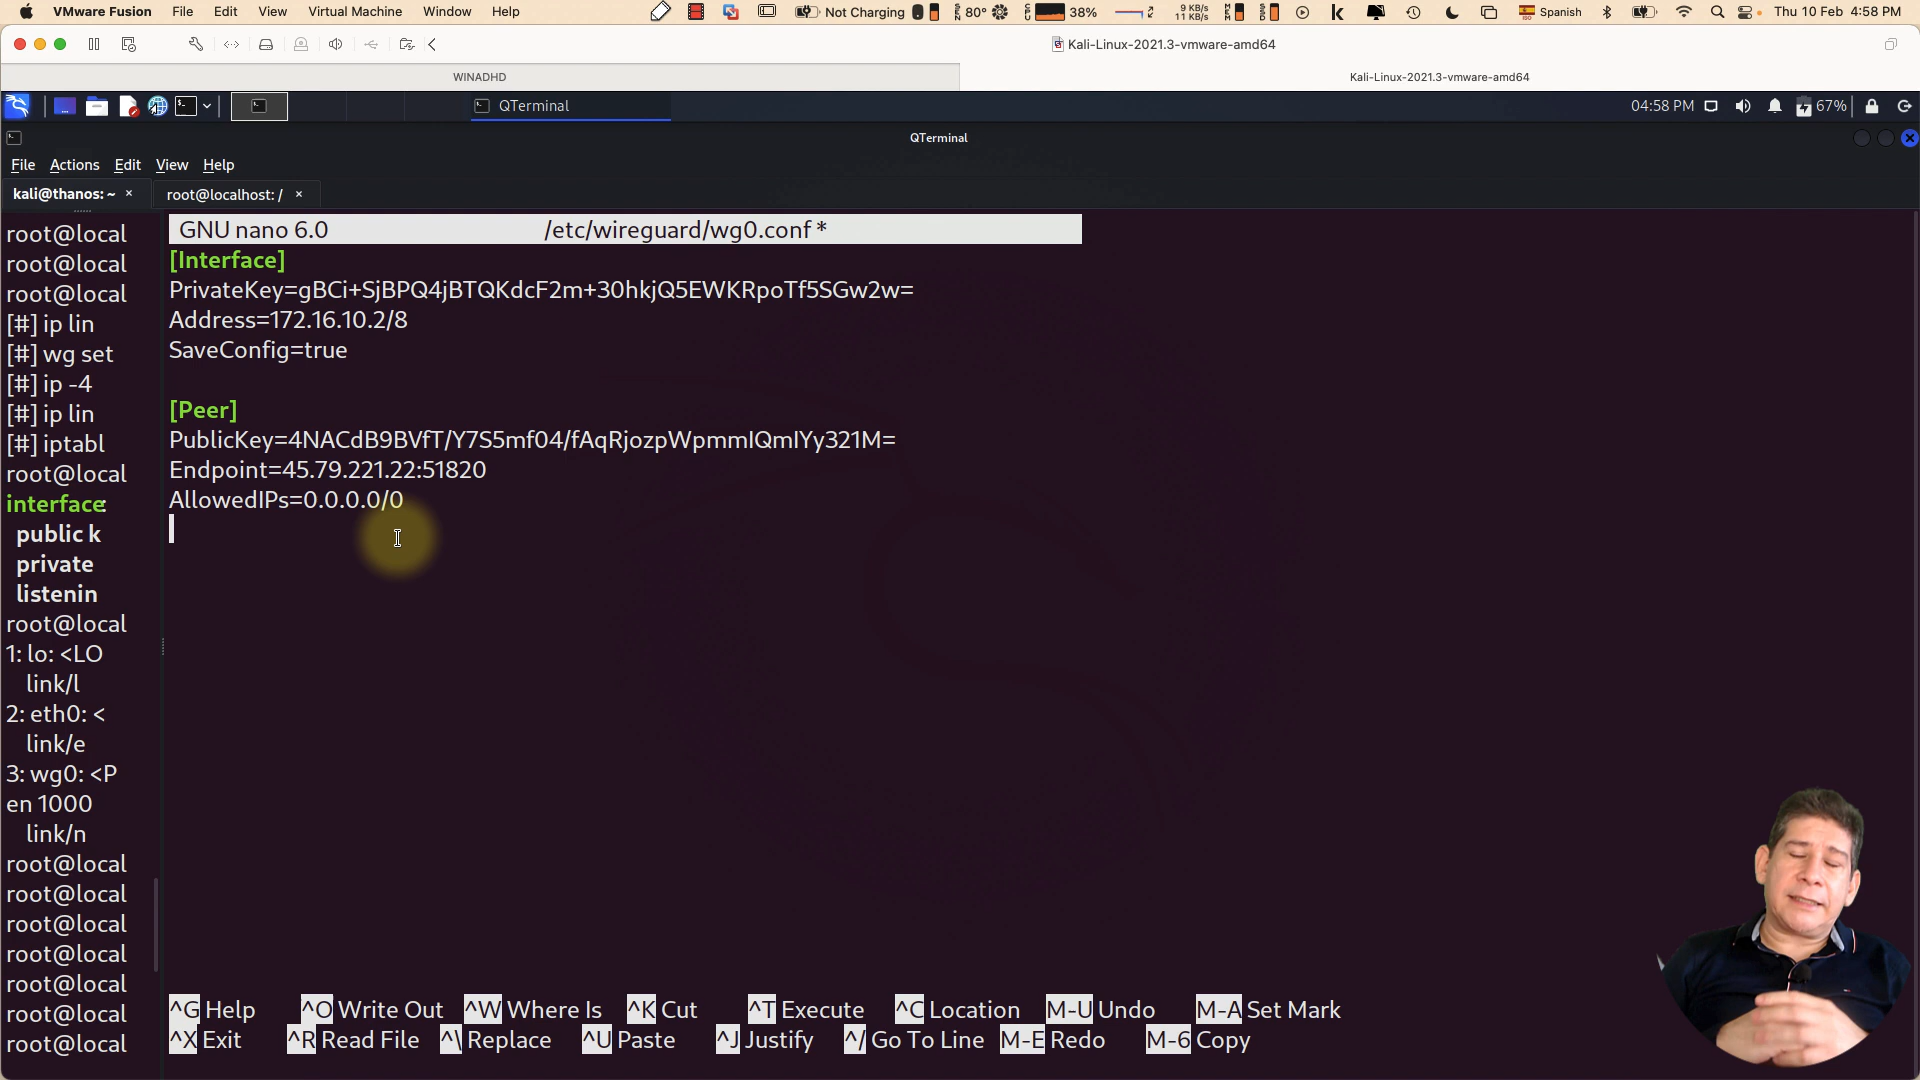 VMware Fusion File Edit View Virtual Machine Window Help Not Charging 80° 38% 9 KB/s 11 KB/s Spanish Thu 10 Feb 4:58 PM
Kali-Linux-2021.3-vmware-amd64
WINADHD Kali-Linux-2021.3-vmware-amd64
QTerminal 04:58 PM 67%
QTerminal
File Actions Edit View Help
kali@thanos: ~ × root@localhost: / ×
root@local
root@local
root@local
[#] ip lin
[#] wg set
[#] ip -4
[#] ip lin
[#] iptabl
root@local
interface:
public k
private
listenin
root@local
1: lo: <LO
link/l
2: eth0: <
link/e
3: wg0: <P
en 1000
link/n
root@local
root@local
root@local
root@local
root@local
root@local
root@local
GNU nano 6.0 /etc/wireguard/wg0.conf *
[Interface]
PrivateKey=gBCi+SjBPQ4jBTQKdcF2m+30hkjQ5EWKRpoTf5SGw2w=
Address=172.16.10.2/8
SaveConfig=true
[Peer]
PublicKey=4NACdB9BVfT/Y7S5mf04/fAqRjozpWpmmIQmIYy321M=
Endpoint=45.79.221.22:51820
AllowedIPs=0.0.0.0/0
^G Help ^O Write Out ^W Where Is ^K Cut ^T Execute ^C Location M-U Undo M-A Set Mark
^X Exit ^R Read File ^\ Replace ^U Paste ^J Justify ^/ Go To Line M-E Redo M-6 Copy